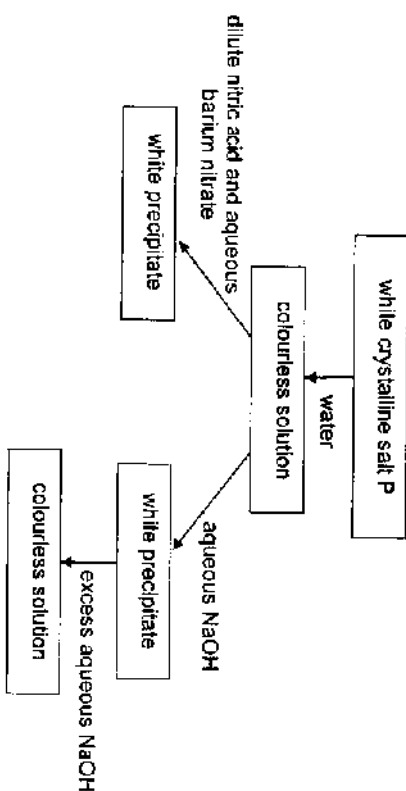 while crystalline salt P
water
colourless solution
dilute nitric acid and aqueous
barium nitrate
aqueous NaOH
white precipitate
white precipitate
excess aqueous NaOH
colourless solution